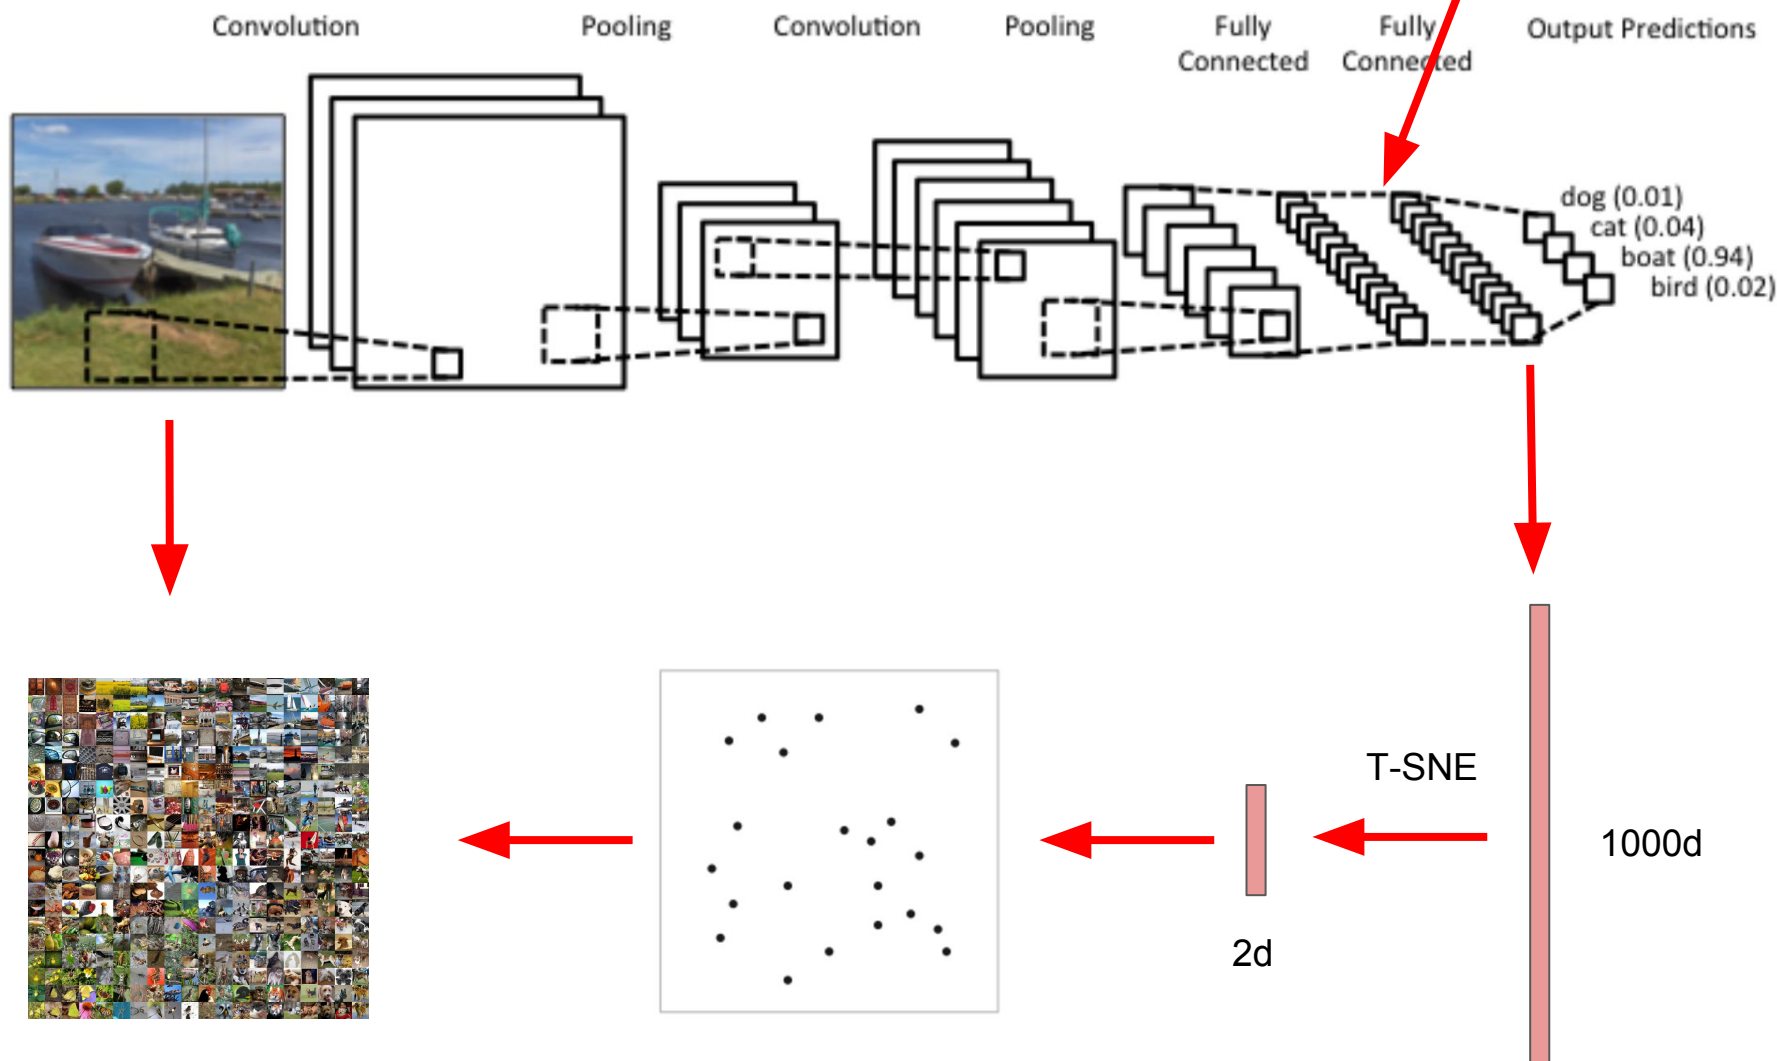 Convolution
Pooling
Convolution
Pooling
Fully
Connected
Fully
Connected
Output Predictions
dog (0.01)
cat (0.04)
boat (0.94)
bird (0.02)
T-SNE
1000d
2d